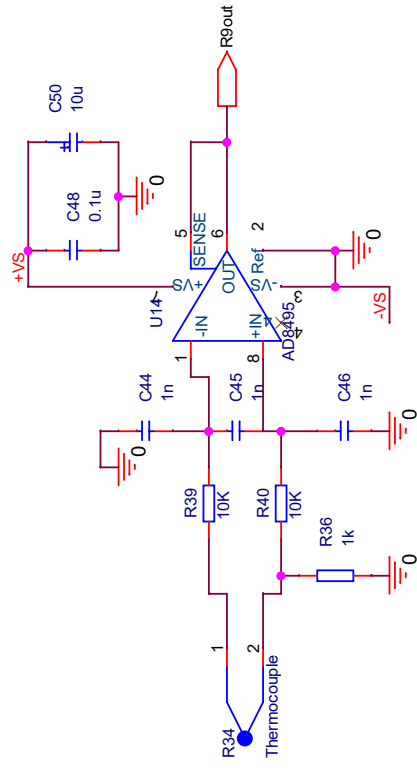 R9out
C50
10u
C48
0.1u
0
+VS
5
SENSE
6
OUT
2
Ref
0
7
+VS
U14
-IN
1
+IN
8
-VS
3
4
AD8495
-VS
C44
1n
C45
1n
C46
1n
0
0
R39
10K
R40
10K
R36
1k
0
1
2
R34
Thermocouple